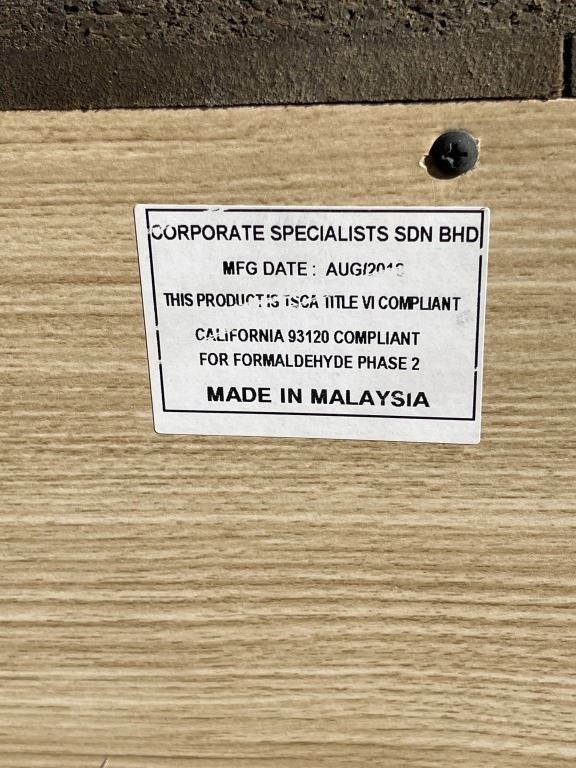 CORPORATE SPECIALISTS SDN BHD
MFG DATE : AUG/
THIS PRODUCT IS TSCA TITLE VI COMPLIANT
CALIFORNIA 93120 COMPLIANT
FOR FORMALDEHYDE PHASE 2
MADE IN MALAYSIA